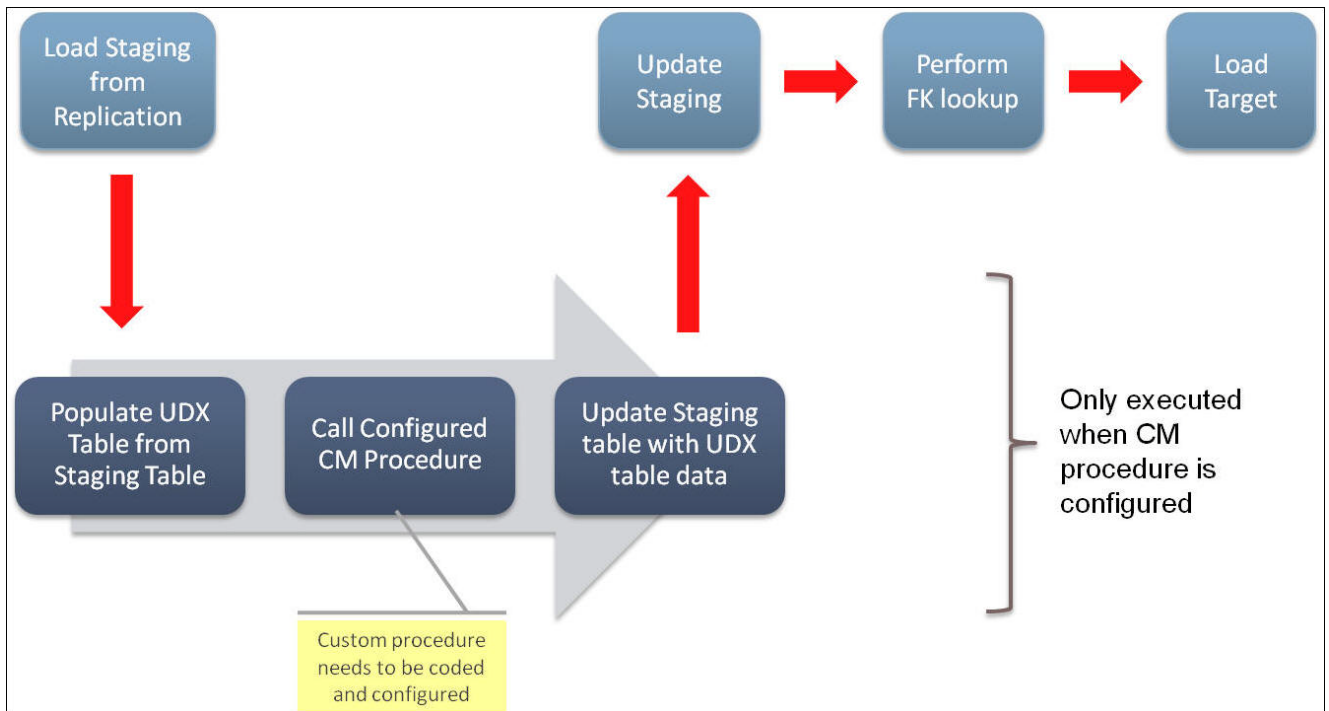 Load Staging
from
Replication
Update
Staging
Perform
FK lookup
Load
Target
Populate UDX
Table from
Staging Table
Call Configured
CM Procedure
Update Staging
table with UDX
table data
Only executed
when CM
procedure is
configured
Custom procedure
needs to be coded
and configured